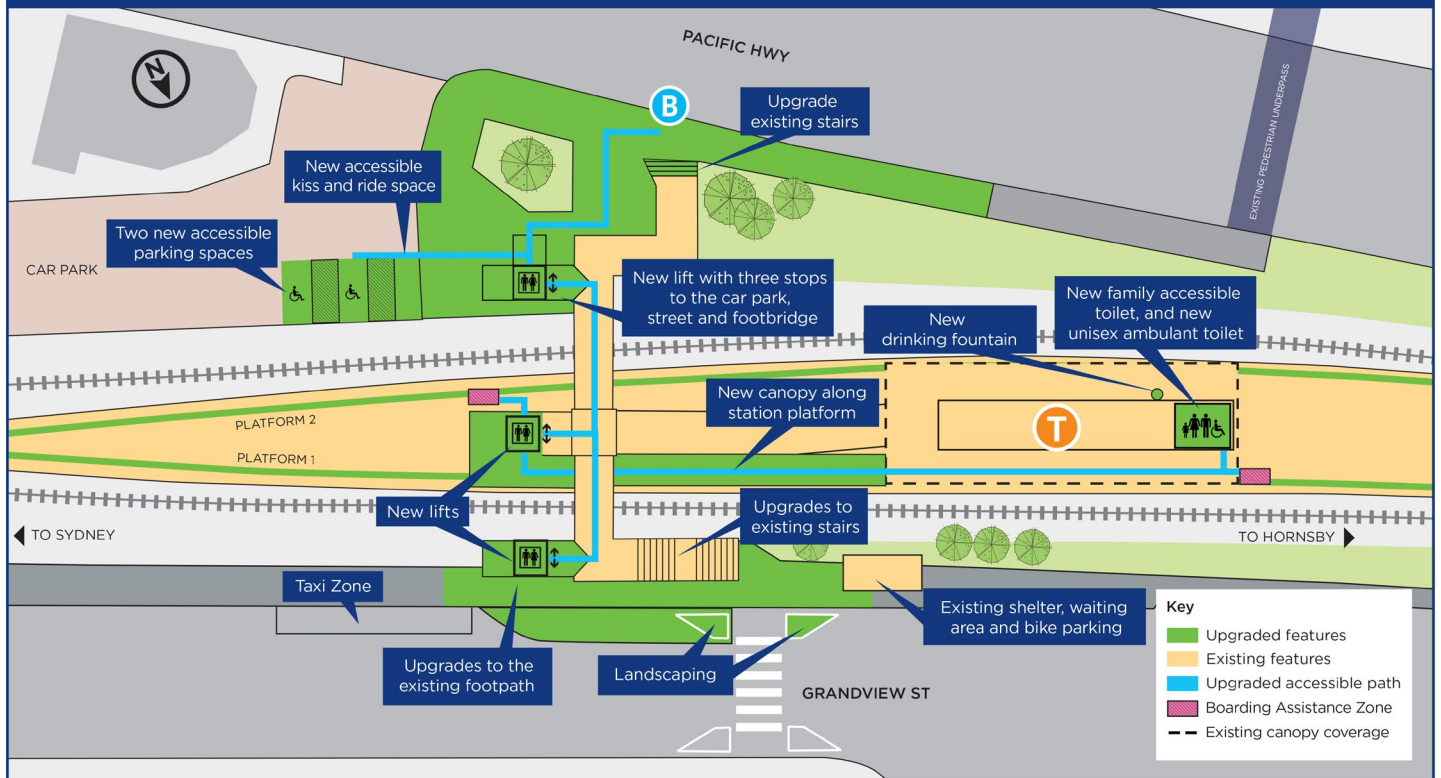 PACIFIC HWY
N
B
EXISTING PEDESTRIAN UNDERPASS
Upgrade
existing stairs
New accessible
kiss and ride space
Two new accessible
parking spaces
CAR PARK
New lift with three stops
to the car park,
street and footbridge
New
drinking fountain
New family accessible
toilet, and new
unisex ambulant toilet
New canopy along
station platform
T
PLATFORM 2
PLATFORM 1
New lifts
Upgrades to
existing stairs
TO SYDNEY
TO HORNSBY
Taxi Zone
Existing shelter, waiting
area and bike parking
Upgrades to the
existing footpath
Landscaping
GRANDVIEW ST
Key
Upgraded features
Existing features
Upgraded accessible path
Boarding Assistance Zone
Existing canopy coverage